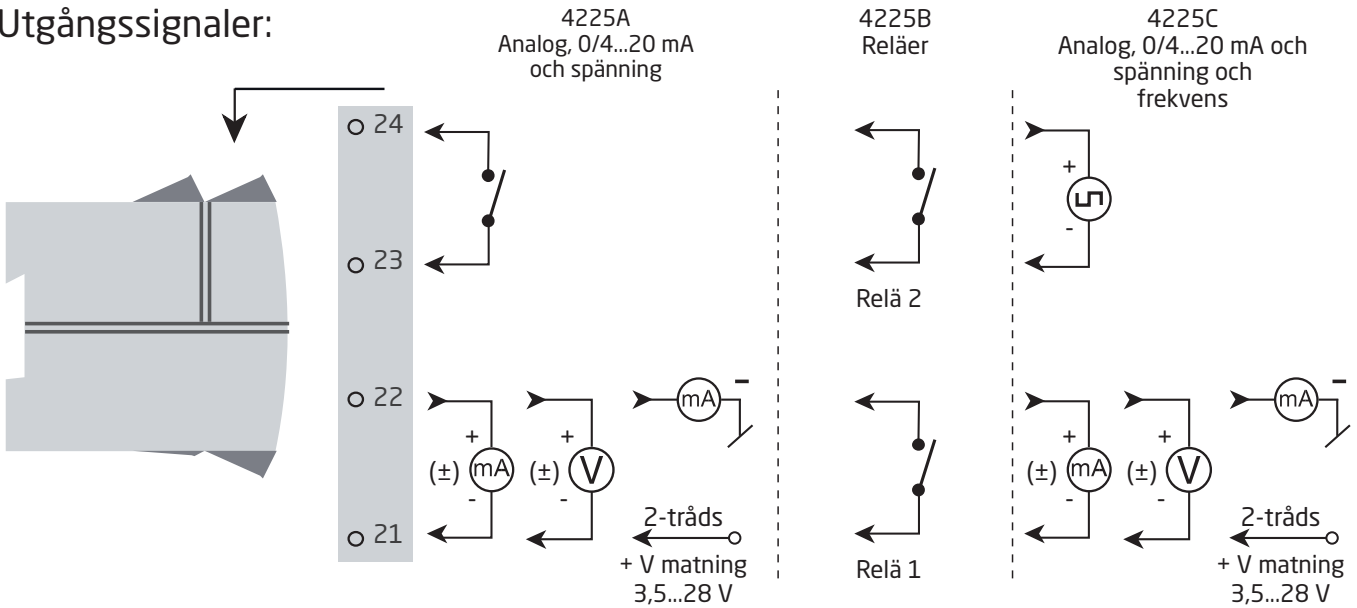 Utgångssignaler:
4225A
Analog, 0/4...20 mA
och spänning
4225B
Reläer
4225C
Analog, 0/4...20 mA och
spänning och
frekvens
24
23
22
21
+
(±) mA
-
+
(±) V
-
mA -
2-tråds
+ V matning
3,5...28 V
Relä 2
Relä 1
+
-
+
(±) mA
-
+
(±) V
-
mA -
2-tråds
+ V matning
3,5...28 V